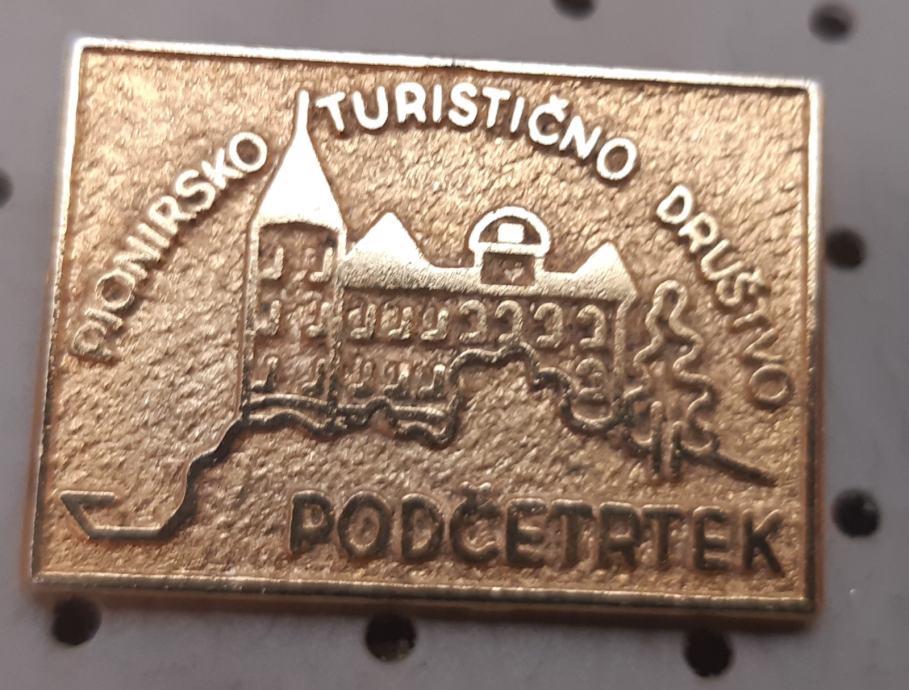 PIONIRSKO TURISTIČNO DRUŠTVO
PODČETRTEK